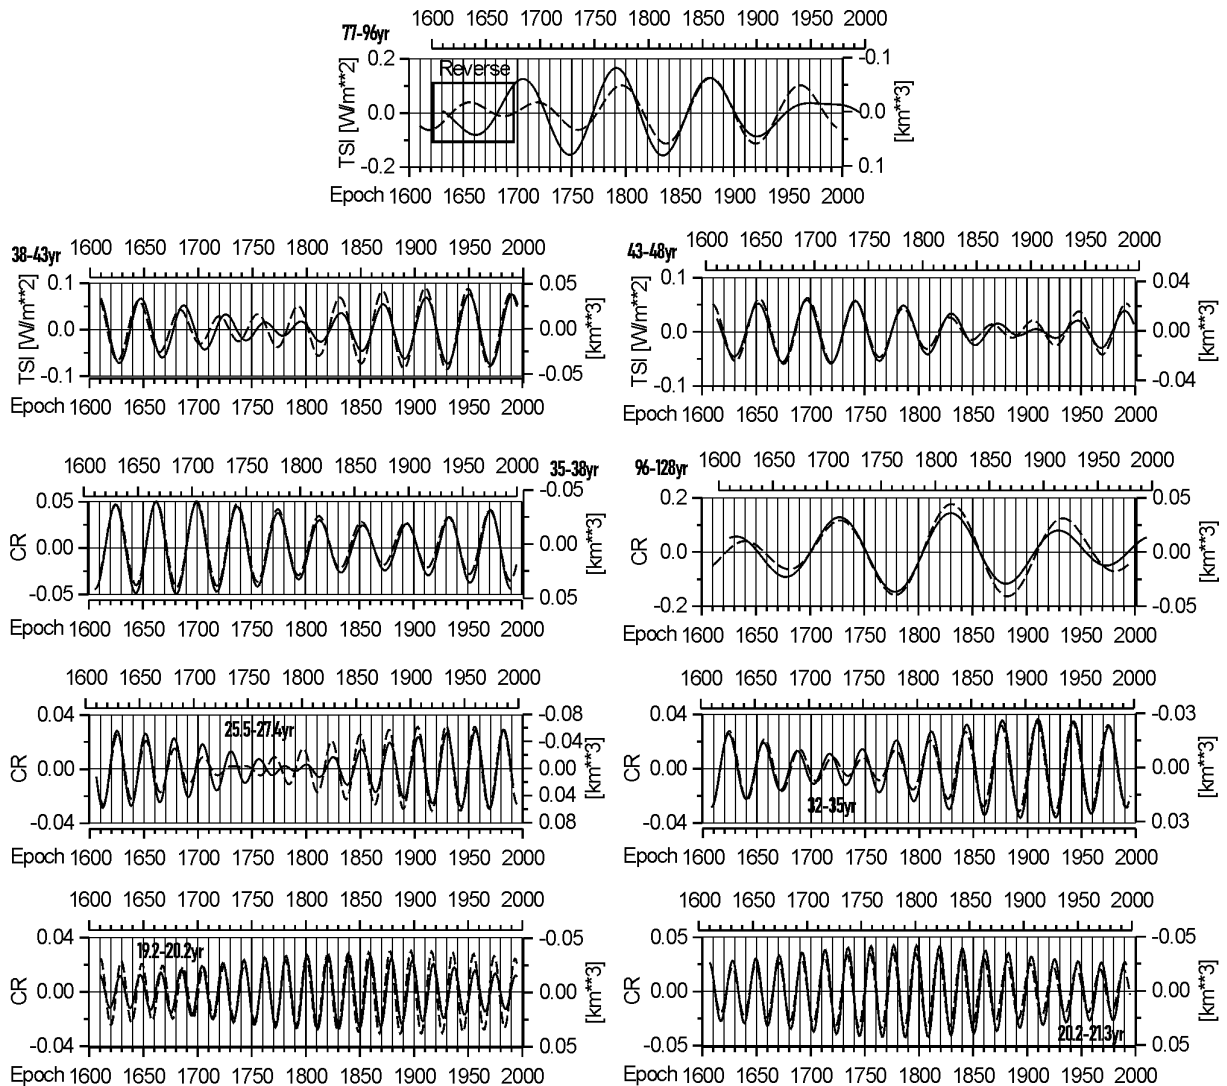 1600 1650 1700 1750 1800 1850 1900 1950 2000
77-96yr
Reverse
TSI [W/m**2]
0.2
0.0
-0.2
-0.1
0.0
0.1
[km**3]
Epoch 1600 1650 1700 1750 1800 1850 1900 1950 2000
1600 1650 1700 1750 1800 1850 1900 1950 2000
38-43yr
TSI [W/m**2]
0.1
0.0
-0.1
0.05
0.00
-0.05
[km**3]
Epoch 1600 1650 1700 1750 1800 1850 1900 1950 2000
1600 1650 1700 1750 1800 1850 1900 1950 2000
43-48yr
TSI [W/m**2]
0.1
0.0
-0.1
0.04
0.00
-0.04
[km**3]
Epoch 1600 1650 1700 1750 1800 1850 1900 1950 2000
1600 1650 1700 1750 1800 1850 1900 1950 2000
35-38yr
CR
0.05
0.00
-0.05
-0.05
0.00
0.05
[km**3]
Epoch 1600 1650 1700 1750 1800 1850 1900 1950 2000
96-128yr
1600 1650 1700 1750 1800 1850 1900 1950 2000
CR
0.2
0.0
-0.2
0.05
0.00
-0.05
[km**3]
Epoch 1600 1650 1700 1750 1800 1850 1900 1950 2000
1600 1650 1700 1750 1800 1850 1900 1950 2000
25.5-27.4yr
CR
0.04
0.00
-0.04
-0.08
-0.04
0.00
0.04
0.08
[km**3]
Epoch 1600 1650 1700 1750 1800 1850 1900 1950 2000
1600 1650 1700 1750 1800 1850 1900 1950 2000
32-35yr
CR
0.04
0.00
-0.04
-0.03
0.00
0.03
[km**3]
Epoch 1600 1650 1700 1750 1800 1850 1900 1950 2000
1600 1650 1700 1750 1800 1850 1900 1950 2000
19.2-20.2yr
CR
0.04
0.00
-0.04
-0.05
0.00
0.05
[km**3]
Epoch 1600 1650 1700 1750 1800 1850 1900 1950 2000
1600 1650 1700 1750 1800 1850 1900 1950 2000
20.2-21.3yr
CR
0.05
0.00
-0.05
-0.05
0.00
0.05
[km**3]
Epoch 1600 1650 1700 1750 1800 1850 1900 1950 2000